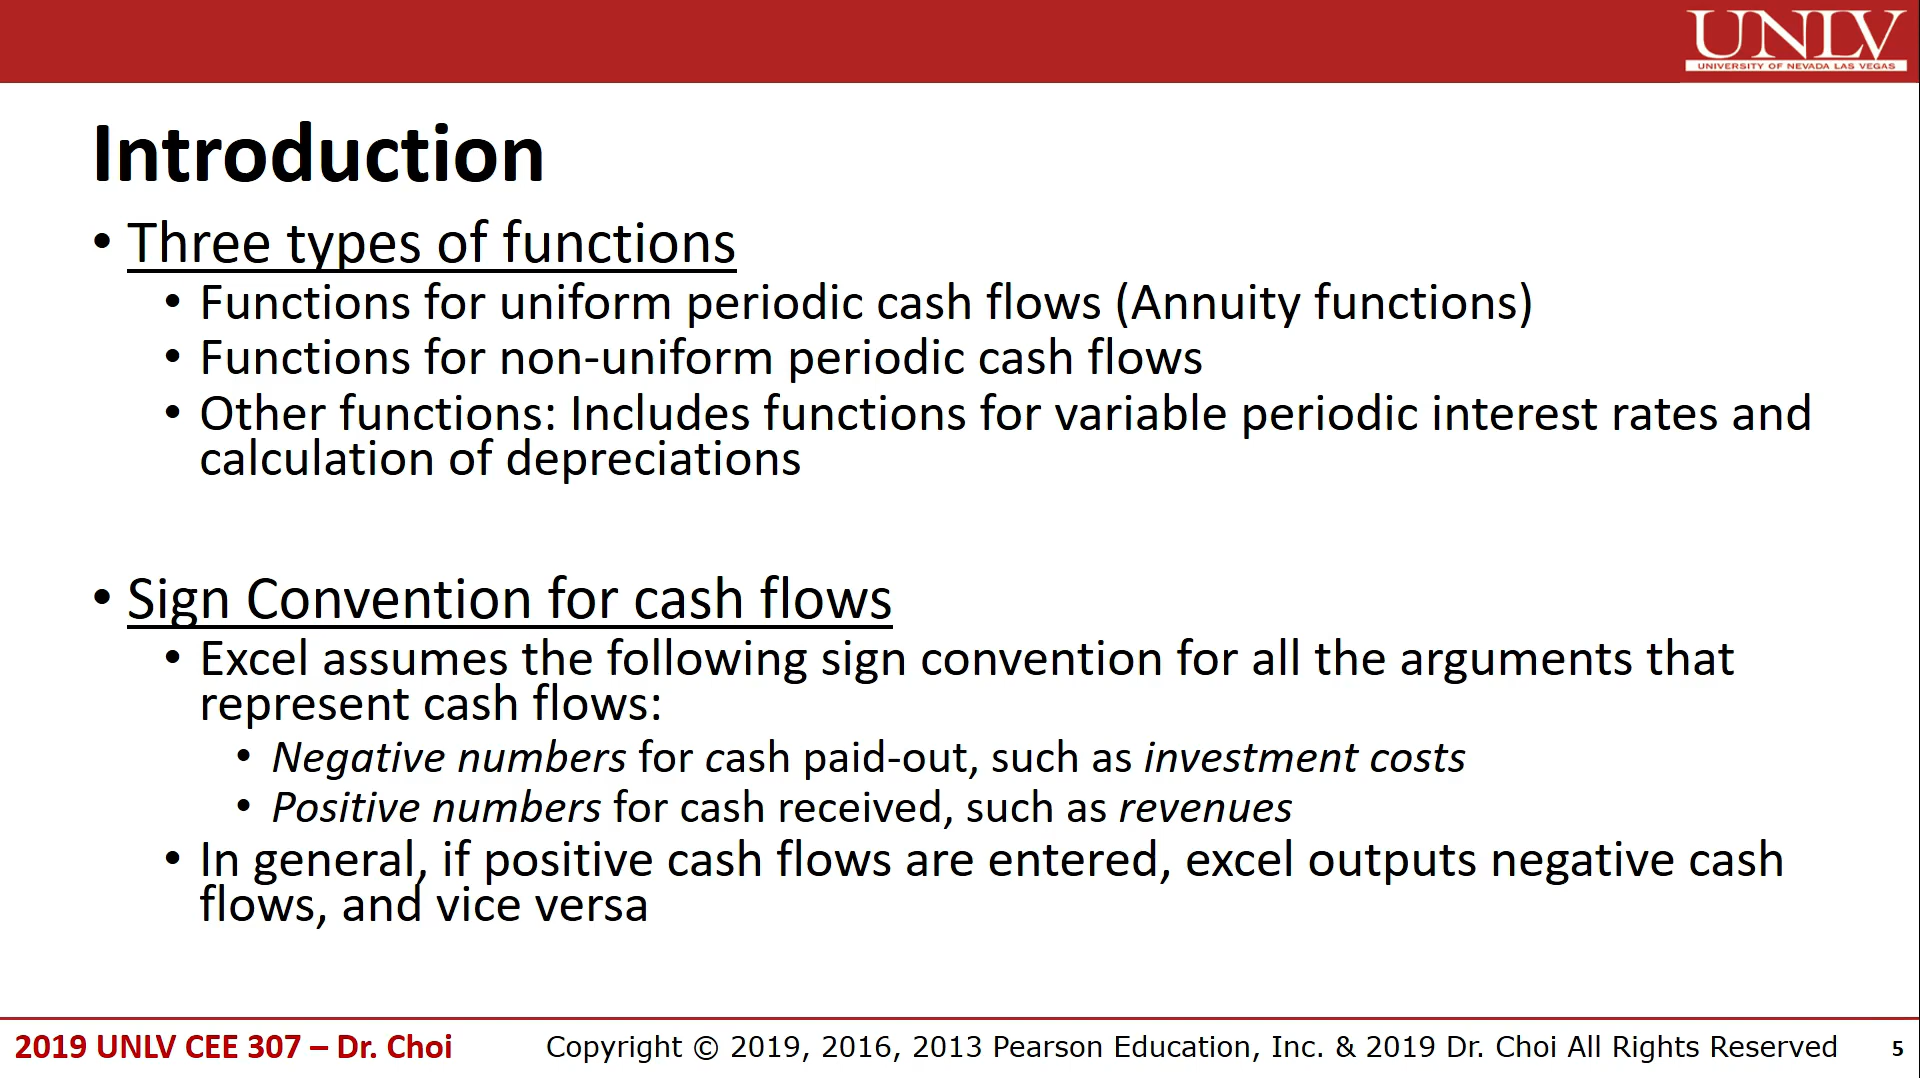 UNLV
UNIVERSITY OF NEVADA LAS VEGAS
Introduction
• Three types of functions
• Functions for uniform periodic cash flows (Annuity functions)
• Functions for non-uniform periodic cash flows
• Other functions: Includes functions for variable periodic interest rates and
calculation of depreciations
• Sign Convention for cash flows
• Excel assumes the following sign convention for all the arguments that
represent cash flows:
• Negative numbers for cash paid-out, such as investment costs
• Positive numbers for cash received, such as revenues
• In general, if positive cash flows are entered, excel outputs negative cash
flows, and vice versa
2019 UNLV CEE 307 – Dr. Choi
Copyright © 2019, 2016, 2013 Pearson Education, Inc. & 2019 Dr. Choi All Rights Reserved
5